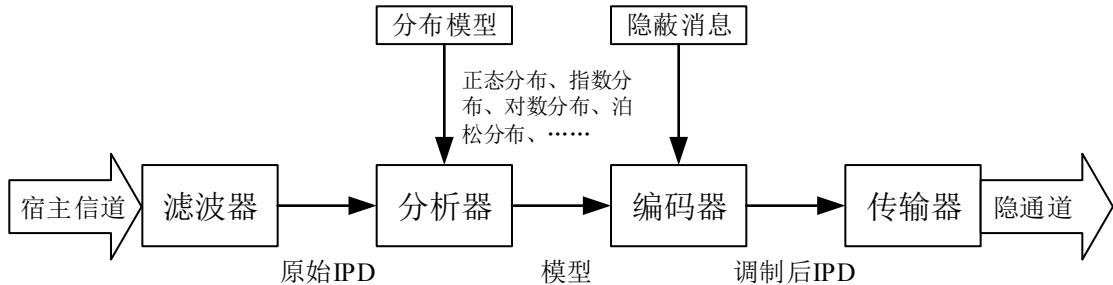 分布模型
隐蔽消息
正态分布、指数分
布、对数分布、泊
松分布、……
宿主信道
滤波器
分析器
编码器
传输器
隐通道
原始IPD
模型
调制后IPD